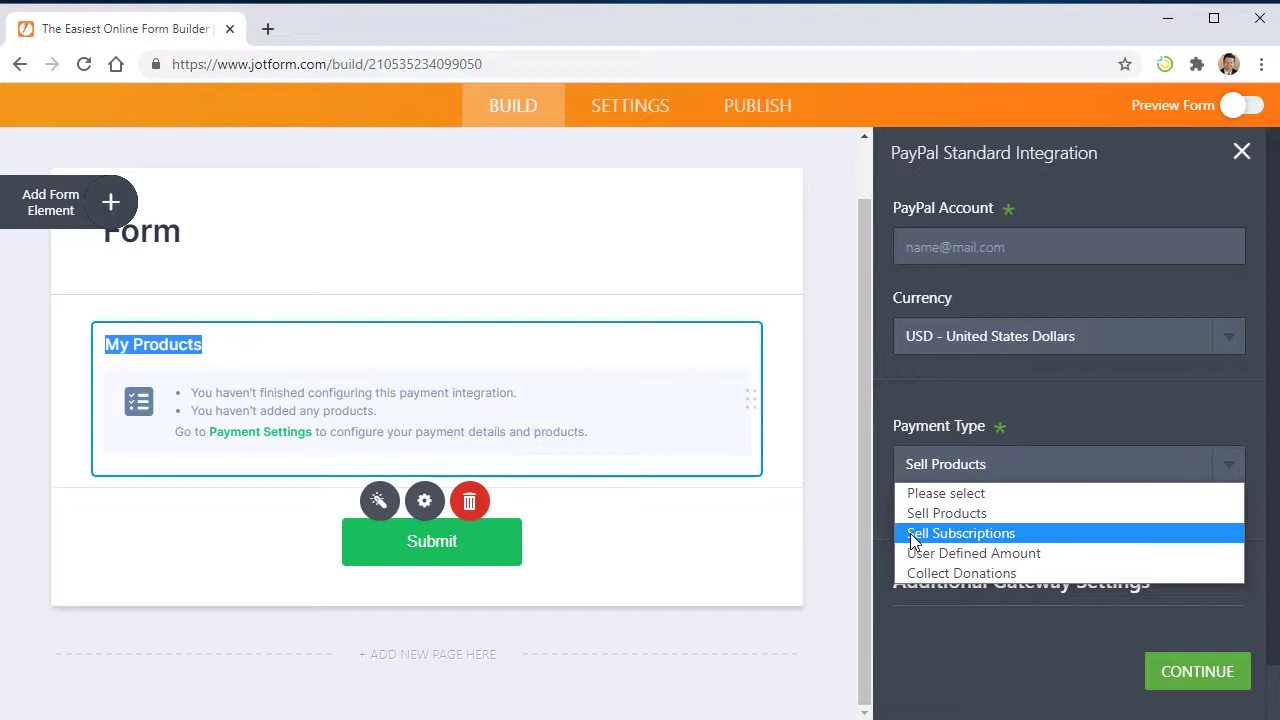 The Easiest Online Form Builder |
https://www.jotform.com/build/210535234099050
BUILD
SETTINGS
PUBLISH
Preview Form
Add Form
Element
Form
My Products
You haven't finished configuring this payment integration.
You haven't added any products.
Go to Payment Settings to configure your payment details and products.
Submit
+ ADD NEW PAGE HERE
PayPal Standard Integration
PayPal Account *
name@mail.com
Currency
USD - United States Dollars
Payment Type *
Sell Products
Please select
Sell Products
Sell Subscriptions
User Defined Amount
Collect Donations
Additional Gateway Settings
CONTINUE